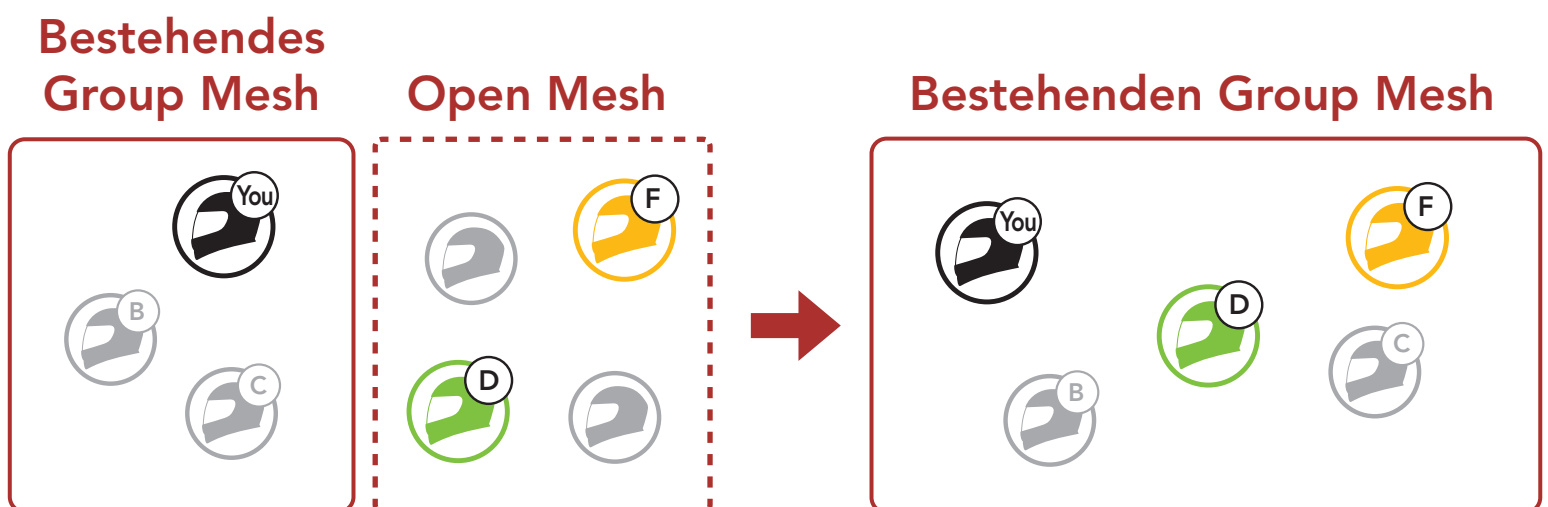 Bestehendes
Group Mesh
You
B
C
Open Mesh
F
D
Bestehenden Group Mesh
You
F
D
C
B